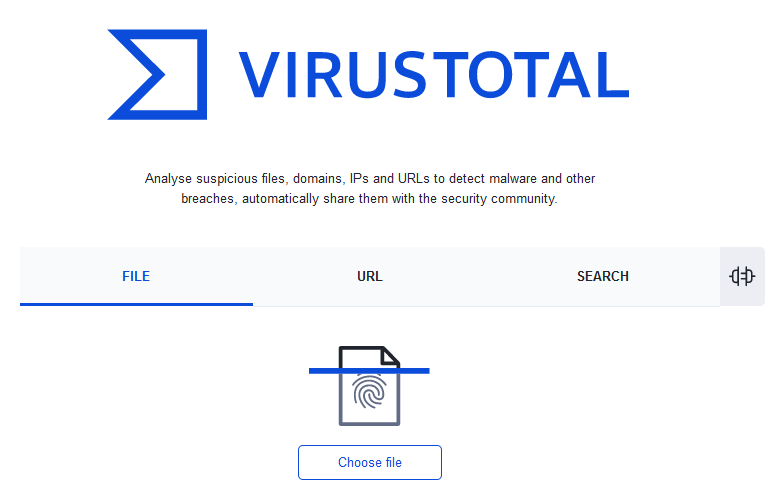 VIRUSTOTAL
Analyse suspicious files, domains, IPs and URLs to detect malware and other
breaches, automatically share them with the security community.
FILE
URL
SEARCH
Choose file